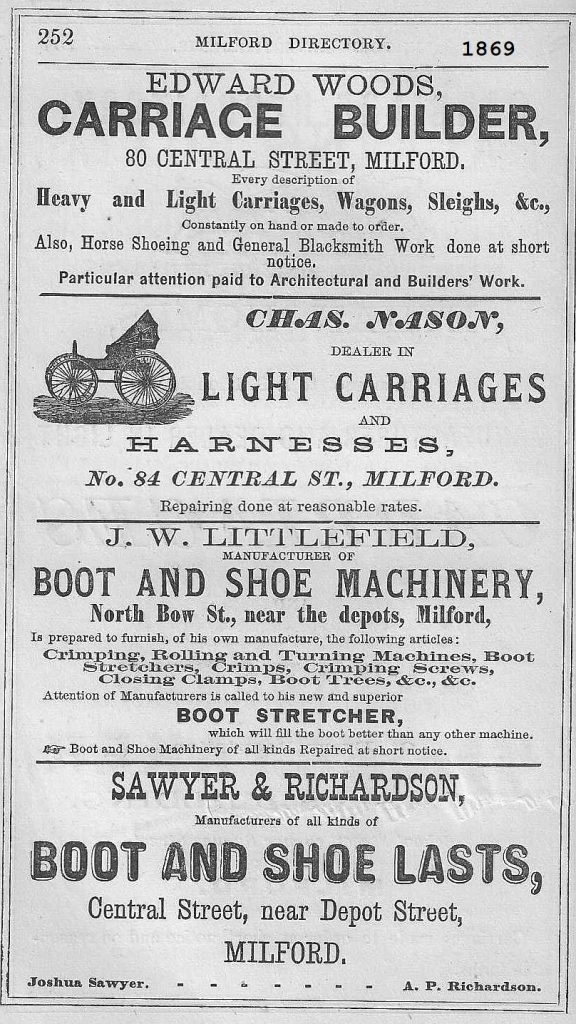 252
MILFORD DIRECTORY.
1869
EDWARD WOODS,
CARRIAGE BUILDER,
80 CENTRAL STREET, MILFORD.
Every description of
Heavy and Light Carriages, Wagons, Sleighs, &c.,
Constantly on hand or made to order.
Also, Horse Shoeing and General Blacksmith Work done at short
notice.
Particular attention paid to Architectural and Builders' Work.
CHAS. NASON,
DEALER IN
LIGHT CARRIAGES
AND
HARNESSES,
No. 84 CENTRAL ST., MILFORD.
Repairing done at reasonable rates.
J. W. LITTLEFIELD,
MANUFACTURER OF
BOOT AND SHOE MACHINERY,
North Bow St., near the depots, Milford,
Is prepared to furnish, of his own manufacture, the following articles:
Crimping, Rolling and Turning Machines, Boot
Stretchers, Crimps, Crimping Screws,
Closing Clamps, Boot Trees, &c., &c.
Attention of Manufacturers is called to his new and superior
BOOT STRETCHER,
which will fill the boot better than any other machine.
☞ Boot and Shoe Machinery of all kinds Repaired at short notice.
SAWYER & RICHARDSON,
Manufacturers of all kinds of
BOOT AND SHOE LASTS,
Central Street, near Depot Street,
MILFORD.
Joshua Sawyer. - - - - - - - A. P. Richardson.